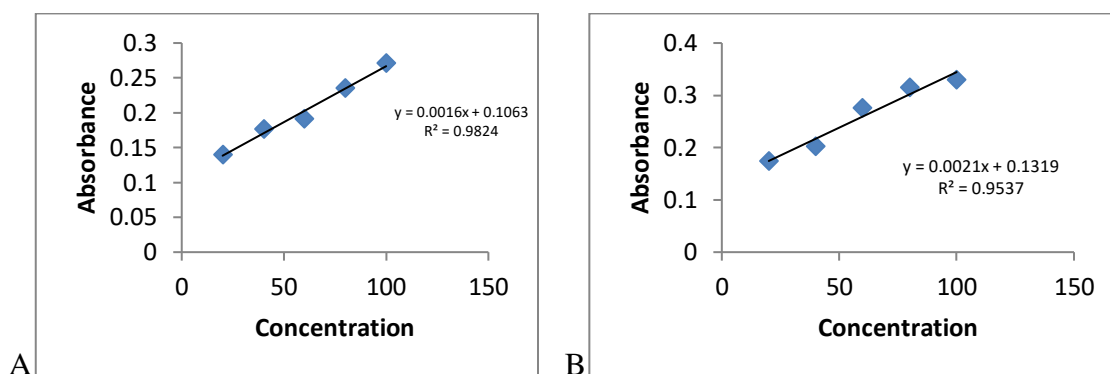 0.3
0.25
0.2
0.15
0.1
0.05
0
0
50
100
150
Absorbance
Concentration
y = 0.0016x + 0.1063
R² = 0.9824
A
0.4
0.3
0.2
0.1
0
0
50
100
150
Absorbance
Concentration
y = 0.0021x + 0.1319
R² = 0.9537
B